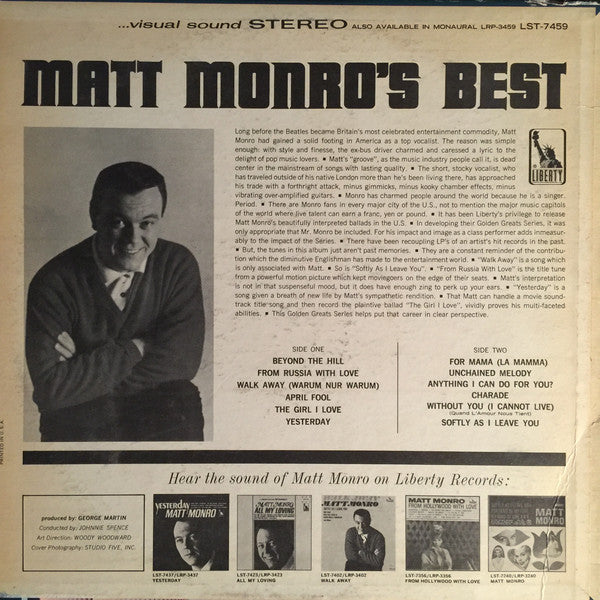 ...visual sound STEREO ALSO AVAILABLE IN MONAURAL LRP-3459 LST-7459
MATT MONRO'S BEST
Long before the Beatles became Britain's most celebrated entertainment commodity, Matt
Monro had gained a solid footing in America as a top vocalist. The reason was simple
enough: with style and finesse, the ex-bus driver charmed and caressed a lyric to the
delight of pop music lovers. ▪ Matt's "groove", as the music industry people call it, is dead
center in the mainstream of songs with lasting quality. ▪ The short, stocky vocalist, who
has traveled outside of his native London more than he's been living there, has approached
his trade with a forthright attack, minus gimmicks, minus kooky chamber effects, minus
vibrating over-amplified guitars. ▪ Monro has charmed people around the world because he is a singer.
Period. ▪ There are Monro fans in every major city of the U.S., not to mention the major music capitols
of the world where live talent can earn a franc, yen or pound. ▪ It has been Liberty's privilege to release
Matt Monro's beautifully interpreted ballads in the U.S. ▪ In developing their Golden Greats Series, it was
only appropriate that Mr. Monro be included. For his impact and image as a class performer adds immeasur-
ably to the impact of the Series. ▪ There have been recoupling LP's of an artist's hit records in the past.
▪ But, the tunes in this album just aren't past memories. ▪ They are a constant reminder of the contribu-
tion which the diminutive Englishman has made to the entertainment world. ▪ "Walk Away" is a song which
is only associated with Matt. ▪ So is "Softly As I Leave You". ▪ "From Russia With Love" is the title tune
from a powerful motion picture which kept moviegoers on the edge of their seats. ▪ Matt's interpretation
is not in that suspenseful mood, but it does have enough zing to perk up your ears. ▪ "Yesterday" is a
song given a breath of new life by Matt's sympathetic rendition. ▪ That Matt can handle a movie sound-
track title song and then record the plaintive ballad "The Girl I Love", vividly proves his multi-faceted
abilities. ▪ This Golden Greats Series helps put that career in clear perspective.
LIBERTY
SIDE ONE
BEYOND THE HILL
FROM RUSSIA WITH LOVE
WALK AWAY (WARUM NUR WARUM)
APRIL FOOL
THE GIRL I LOVE
YESTERDAY
SIDE TWO
FOR MAMA (LA MAMMA)
UNCHAINED MELODY
ANYTHING I CAN DO FOR YOU?
CHARADE
WITHOUT YOU (I CANNOT LIVE)
(Quand L'Amour Nous Tient)
SOFTLY AS I LEAVE YOU
PRINTED IN U.S.A.
Hear the sound of Matt Monro on Liberty Records:
produced by: GEORGE MARTIN
Conducted by: JOHNNIE SPENCE
Art Direction: WOODY WOODWARD
Cover Photography: STUDIO FIVE, INC.
YESTERDAY
MATT MONRO
LST-7437/LRP-3437
YESTERDAY
MATT MONRO
ALL MY LOVING
LST-7423/LRP-3423
ALL MY LOVING
WALK AWAY
MATT MONRO
LST-7402/3402
WALK AWAY
MATT MONRO
FROM HOLLYWOOD WITH LOVE
LST-7356/LRP-3356
FROM HOLLYWOOD WITH LOVE
MATT
MONRO
LST-7240/LRP-3240
MATT MONRO